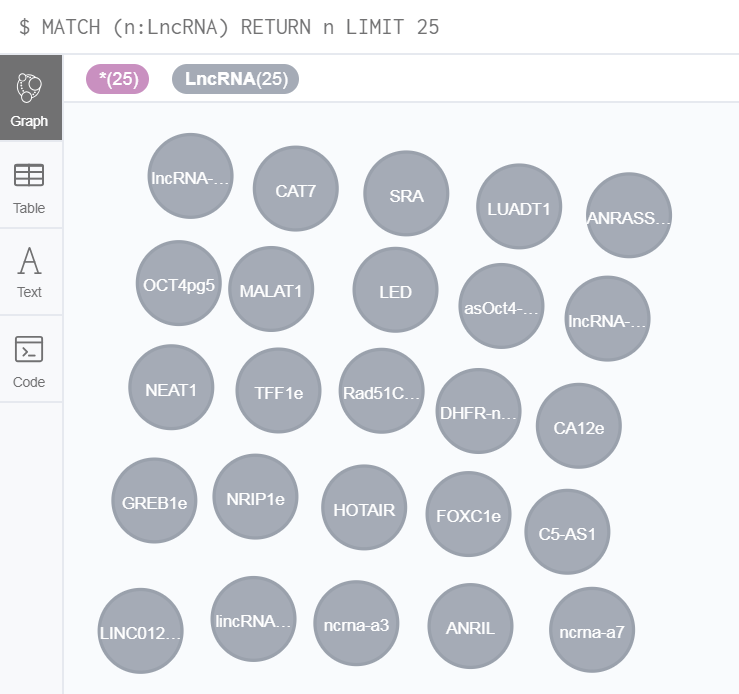 $ MATCH (n:LncRNA) RETURN n LIMIT 25
*(25) LncRNA(25)
Graph
Table
Text
Code
lncRNA-... CAT7 SRA LUADT1 ANRASS...
OCT4pg5 MALAT1 LED asOct4-... lncRNA-...
NEAT1 TFF1e Rad51C... DHFR-n... CA12e
GREB1e NRIP1e HOTAIR FOXC1e C5-AS1
LINC012... lincRNA... ncrna-a3 ANRIL ncrna-a7